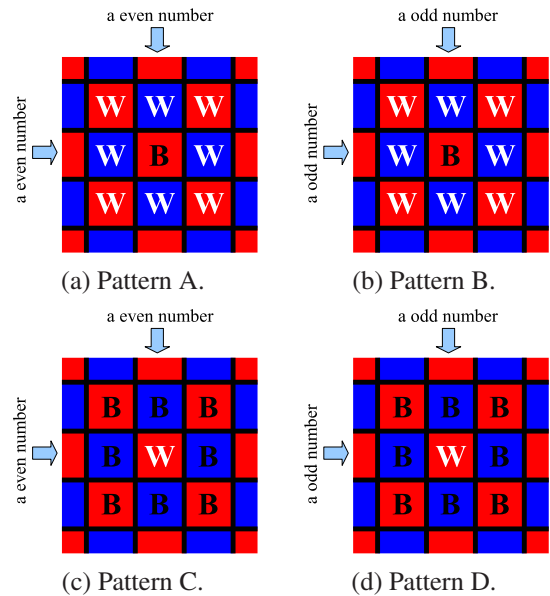 a even number
a odd number
a even number
W W W
W B W
W W W
a odd number
W W W
W B W
W W W
(a) Pattern A.
(b) Pattern B.
a even number
a odd number
a even number
B B B
B W B
B B B
a odd number
B B B
B W B
B B B
(c) Pattern C.
(d) Pattern D.